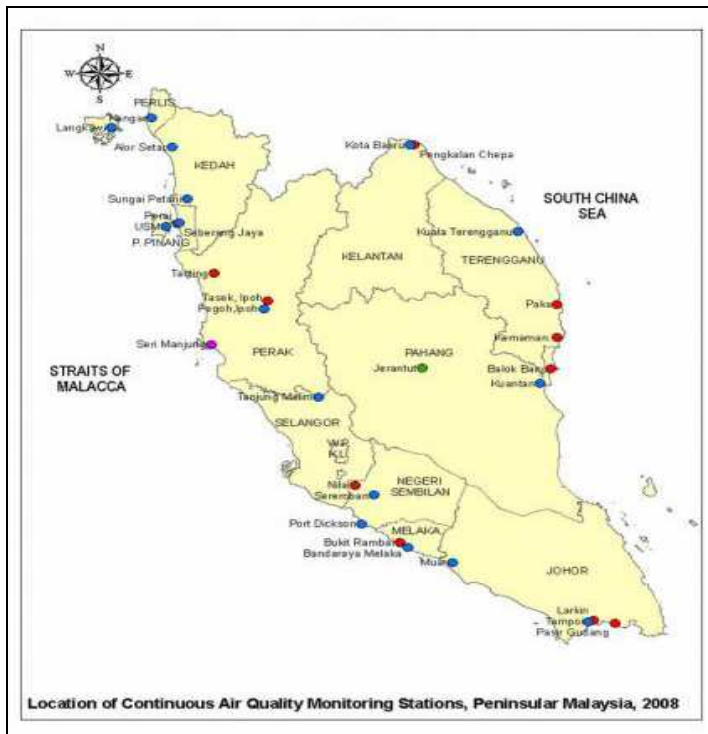 N
W E
S
PERLIS
Kangar
Langkawi
Alor Setar
KEDAH
Kota Baaru
Pengkalan Chepa
Sungai Petani
SOUTH CHINA
SEA
Perai
USM
Seberang Jaya
P.PINANG
Kuala Terengganu
KELANTAN
TERENGGANU
Tasek, Ipoh
Pegoh,Ipoh
Paka
Kemaman
Seri Manjung
PERAK
PAHANG
STRAITS OF
MALACCA
Jerantut
Balok Baru
Kuantan
Tanjung Malim
SELANGOR
W.P.
K.L.
Nilai
NEGERI
SEMBILAN
Seremban
Port Dickson
MELAKA
Bukit Rambai
Bandaraya Melaka
Muar
JOHOR
Larkin
Tampoi
Pasir Gudang
Location of Continuous Air Quality Monitoring Stations, Peninsular Malaysia, 2008